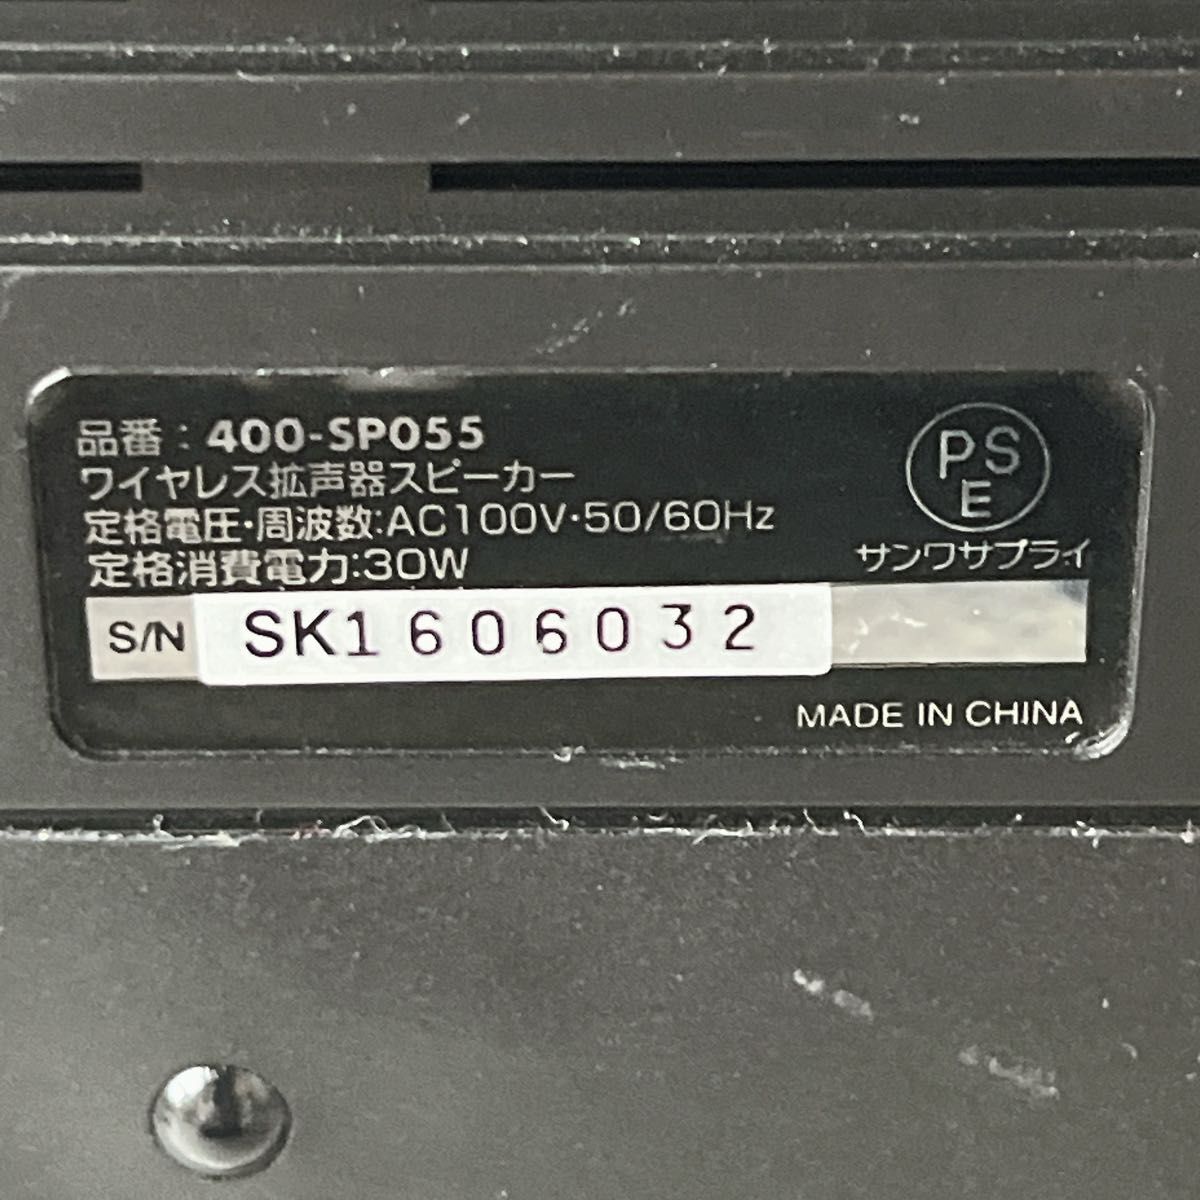 品番：400-SP055
ワイヤレス拡声器スピーカー
定格電圧・周波数:AC100V・50/60Hz
定格消費電力:30W
PSE
サンワサプライ
S/N SK1606032
MADE IN CHINA